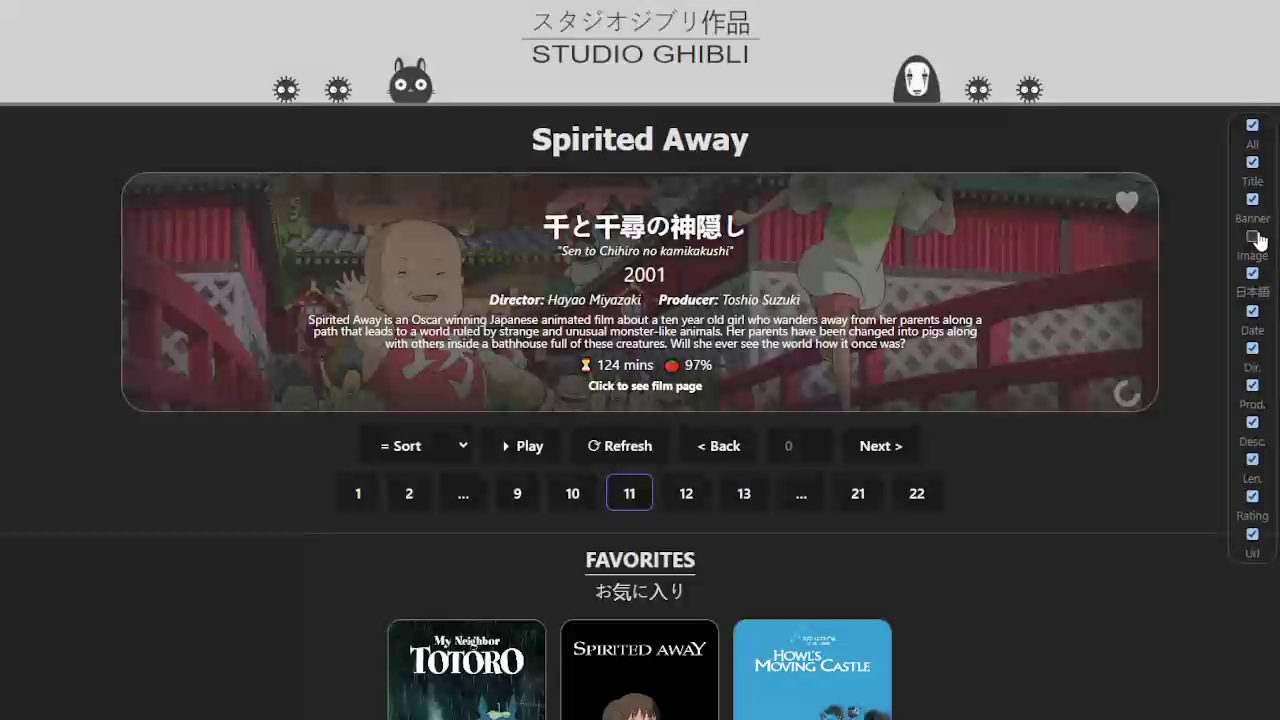 スタジオジブリ作品
STUDIO GHIBLI
Spirited Away
千と千尋の神隠し
"Sen to Chihiro no kamikakushi"
2001
Director: Hayao Miyazaki Producer: Toshio Suzuki
Spirited Away is an Oscar winning Japanese animated film about a ten year old girl who wanders away from her parents along a
path that leads to a world ruled by strange and unusual monster-like animals. Her parents have been changed into pigs along
with others inside a bathhouse full of these creatures. Will she ever see the world how it once was?
124 mins 97%
Click to see film page
= Sort Play Refresh < Back 0 Next >
1 2 ... 9 10 11 12 13 ... 21 22
All
Title
Banner
Image
日本語
Date
Dir.
Prod.
Desc.
Len.
Rating
Url
FAVORITES
お気に入り
My Neighbor
TOTORO
SPIRITED AWAY
HOWL'S
MOVING CASTLE